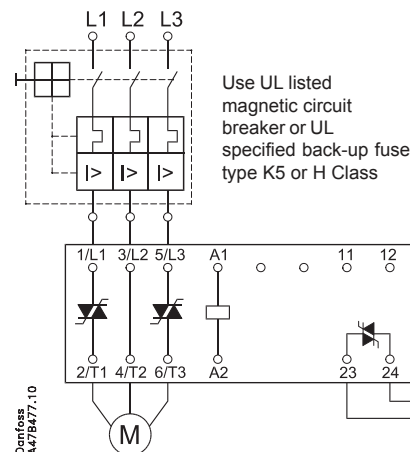 L1 L2 L3
Use UL listed
magnetic circuit
breaker or UL
specified back-up fuse
type K5 or H Class
I> I> I>
1/L1 3/L2 5/L3 A1 11 12
2/T1 4/T2 6/T3 A2 23 24
M
Danfoss
A47B477.10